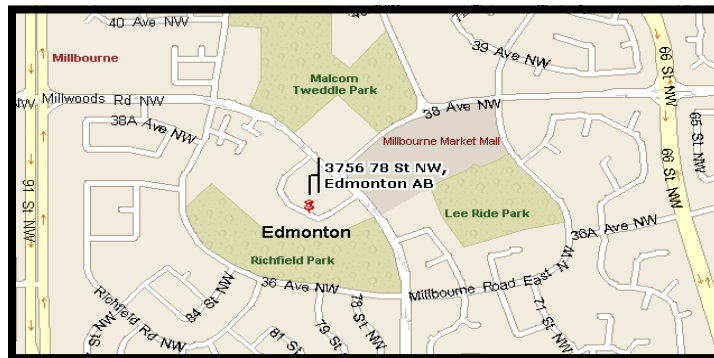 40 Ave NW
72
39 Ave NW
66 St NW
Millbourne
Malcom
Tweddle Park
Millwoods Rd NW
38 Ave NW
38A Ave NW
Millbourne Market Mall
65 St NW
3756 78 St NW,
Edmonton AB
66 St NW
91 St NW
Lee Ride Park
36A Ave NW
Edmonton
Richfield Park
36 Ave NW
Millbourne Road East NW
Richfield Rd NW
84 St NW
78 St NW
79 St
81 St
85 St NW